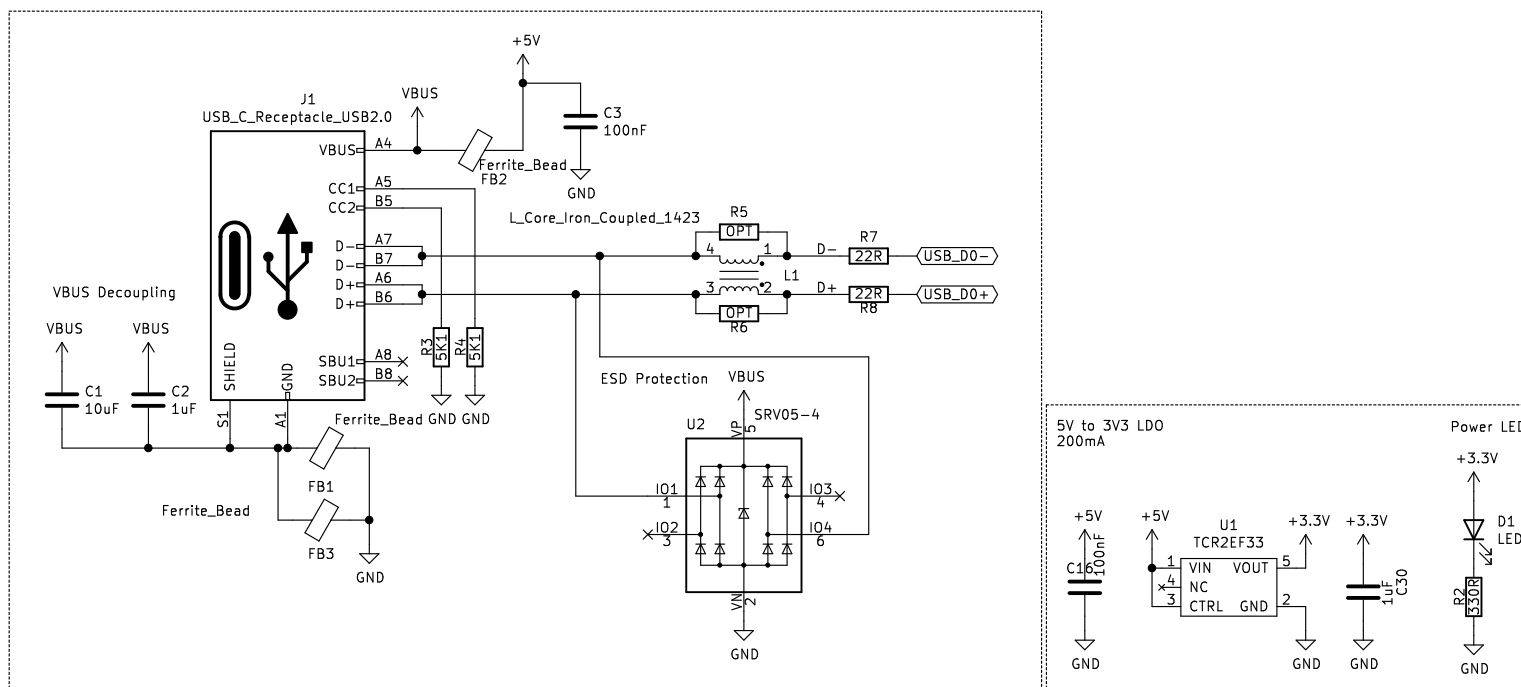 +5V
J1
USB_C_Receptacle_USB2.0
VBUS
C3
100nF
VBUS
A4
Ferrite_Bead
FB2
GND
CC1
A5
CC2
B5
L_Core_Iron_Coupled_1423
R5
OPT
D-
A7
4
1
D-
R7
22R
USB_D0-
D-
B7
L1
D+
A6
3
2
D+
22R
R8
USB_D0+
D+
B6
OPT
R6
VBUS Decoupling
VBUS
VBUS
R3
5K1
R4
5K1
SBU1
A8
SBU2
B8
SHIELD
GND
C1
10uF
C2
1uF
S1
A1
GND
GND
ESD Protection
VBUS
Ferrite_Bead
FB1
SRV05-4
U2
VP
5
Ferrite_Bead
FB3
GND
IO1
1
IO3
4
IO2
3
IO4
6
VN
2
GND
5V to 3V3 LDO
200mA
Power LED
+3.3V
+5V
100nF
C16
GND
+5V
U1
TCR2EF33
+3.3V
1
VIN
VOUT
5
4
NC
3
CTRL
GND
2
GND
+3.3V
1uF
C30
GND
D1
LED
R2
330R
GND